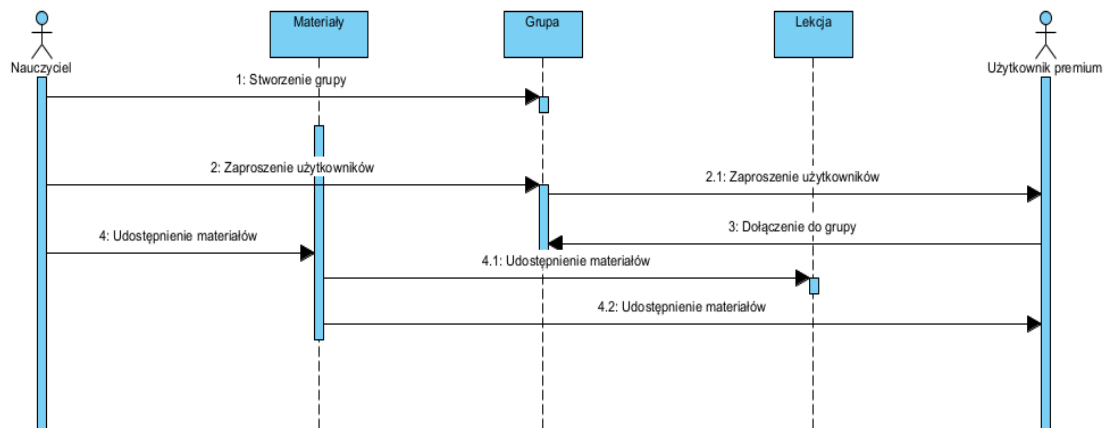 Materiały
Grupa
Lekcja
Nauczyciel
Użytkownik premium
1: Stworzenie grupy
2: Zaproszenie użytkowników
2.1: Zaproszenie użytkowników
3: Dołączenie do grupy
4: Udostępnienie materiałów
4.1: Udostępnienie materiałów
4.2: Udostępnienie materiałów